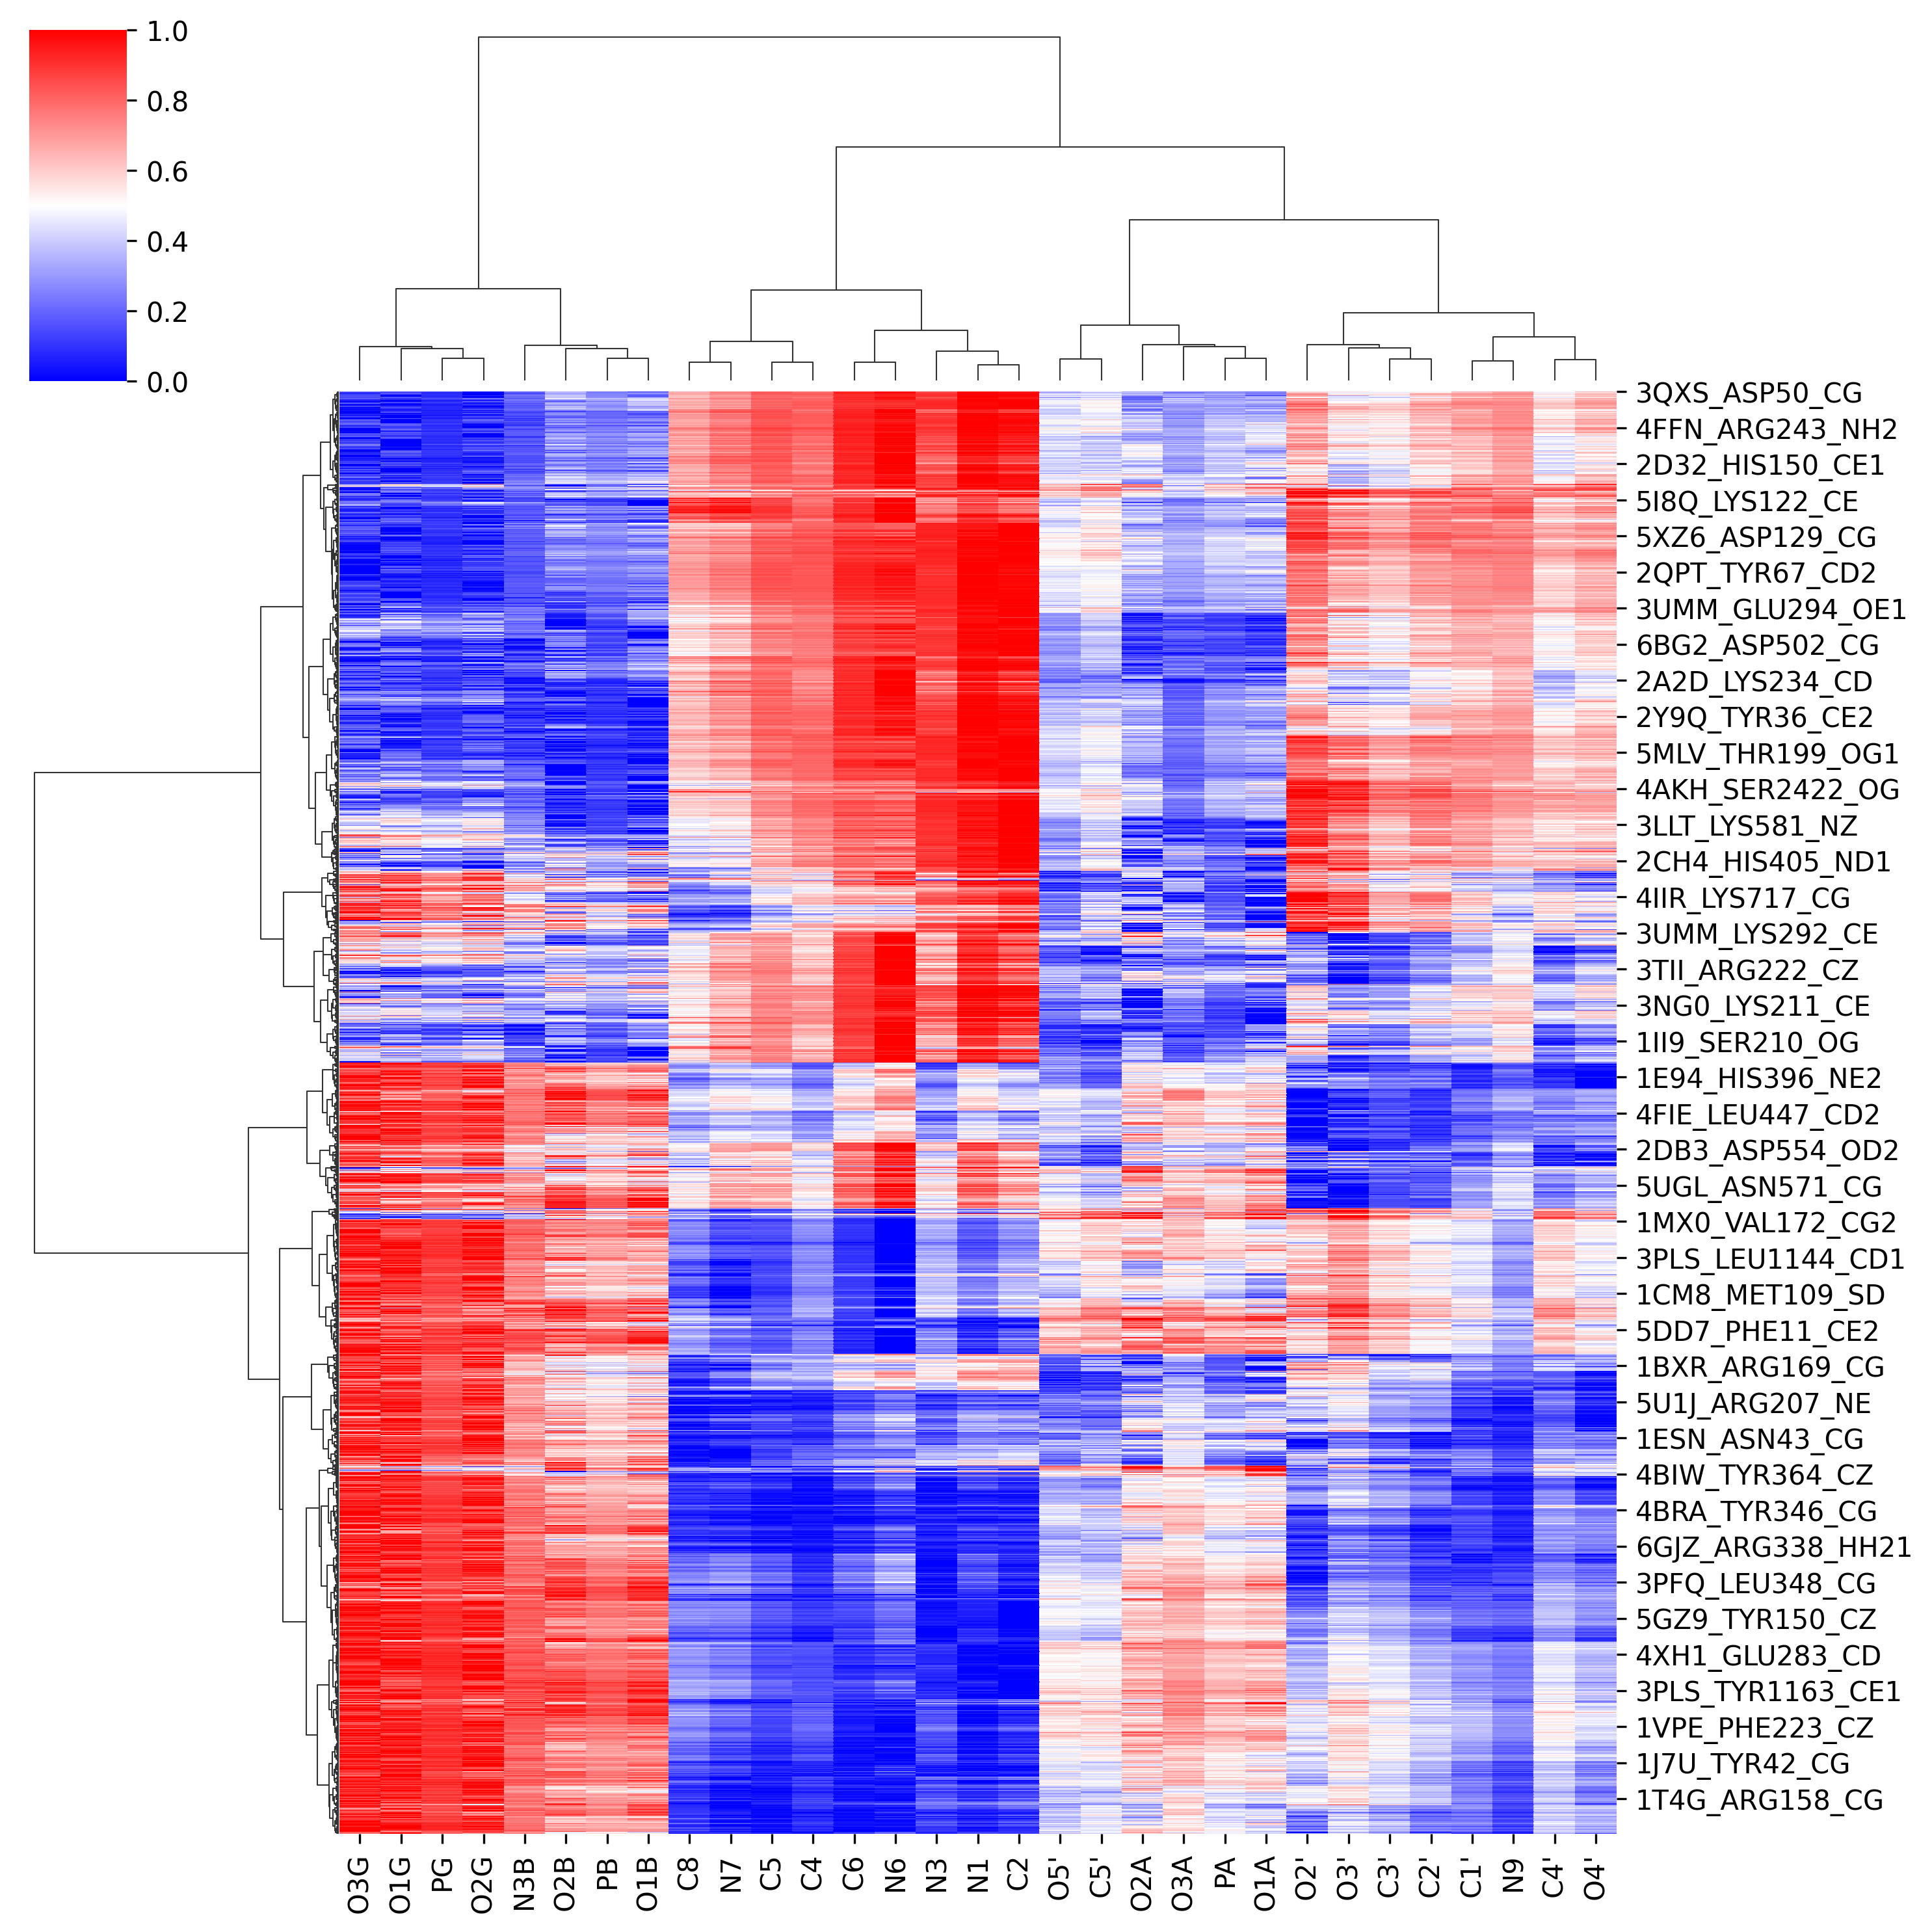 1.0
0.8
0.6
0.4
0.2
0.0
3QXS_ASP50_CG
4FFN_ARG243_NH2
2D32_HIS150_CE1
5I8Q_LYS122_CE
5XZ6_ASP129_CG
2QPT_TYR67_CD2
3UMM_GLU294_OE1
6BG2_ASP502_CG
2A2D_LYS234_CD
2Y9Q_TYR36_CE2
5MLV_THR199_OG1
4AKH_SER2422_OG
3LLT_LYS581_NZ
2CH4_HIS405_ND1
4IIR_LYS717_CG
3UMM_LYS292_CE
3TII_ARG222_CZ
3NG0_LYS211_CE
1II9_SER210_OG
1E94_HIS396_NE2
4FIE_LEU447_CD2
2DB3_ASP554_OD2
5UGL_ASN571_CG
1MX0_VAL172_CG2
3PLS_LEU1144_CD1
1CM8_MET109_SD
5DD7_PHE11_CE2
1BXR_ARG169_CG
5U1J_ARG207_NE
1ESN_ASN43_CG
4BIW_TYR364_CZ
4BRA_TYR346_CG
6GJZ_ARG338_HH21
3PFQ_LEU348_CG
5GZ9_TYR150_CZ
4XH1_GLU283_CD
3PLS_TYR1163_CE1
1VPE_PHE223_CZ
1J7U_TYR42_CG
1T4G_ARG158_CG
O3G
O1G
PG
O2G
N3B
O2B
PB
O1B
C8
N7
C5
C4
C6
N6
N3
N1
C2
O5'
C5'
O2A
O3A
PA
O1A
O2'
O3'
C3'
C2'
C1'
N9
C4'
O4'